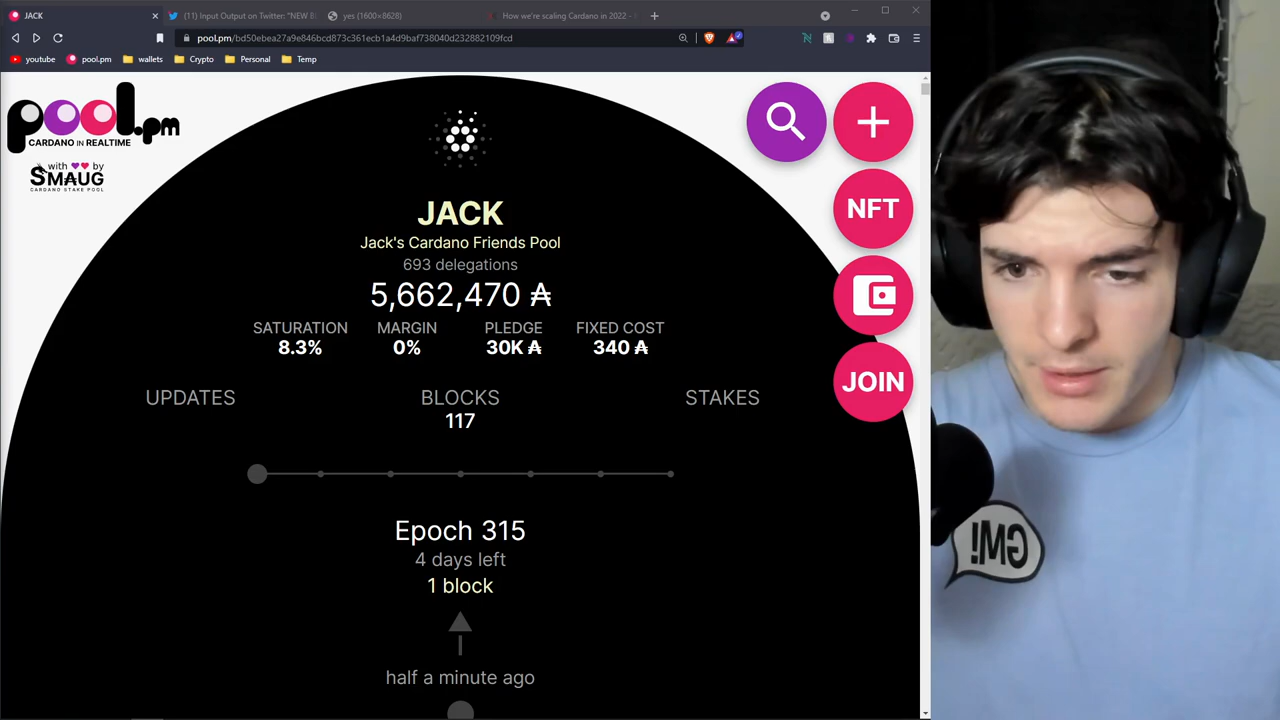 JACK
(11) Input Output on Twitter: "NEW B
yes (1600×8628)
How we're scaling Cardano in 2022 -
pool.pm/bd50ebea27a9e846bcd873c361ecb1a4d9baf738040d232882109fcd
youtube
pool.pm
wallets
Crypto
Personal
Temp
pool.pm
CARDANO IN REALTIME
with by
SMAUG
CARDANO STAKE POOL
JACK
Jack's Cardano Friends Pool
693 delegations
5,662,470 ₳
SATURATION MARGIN PLEDGE FIXED COST
8.3% 0% 30K ₳ 340 ₳
UPDATES BLOCKS STAKES
117
Epoch 315
4 days left
1 block
half a minute ago
NFT
JOIN
GM!